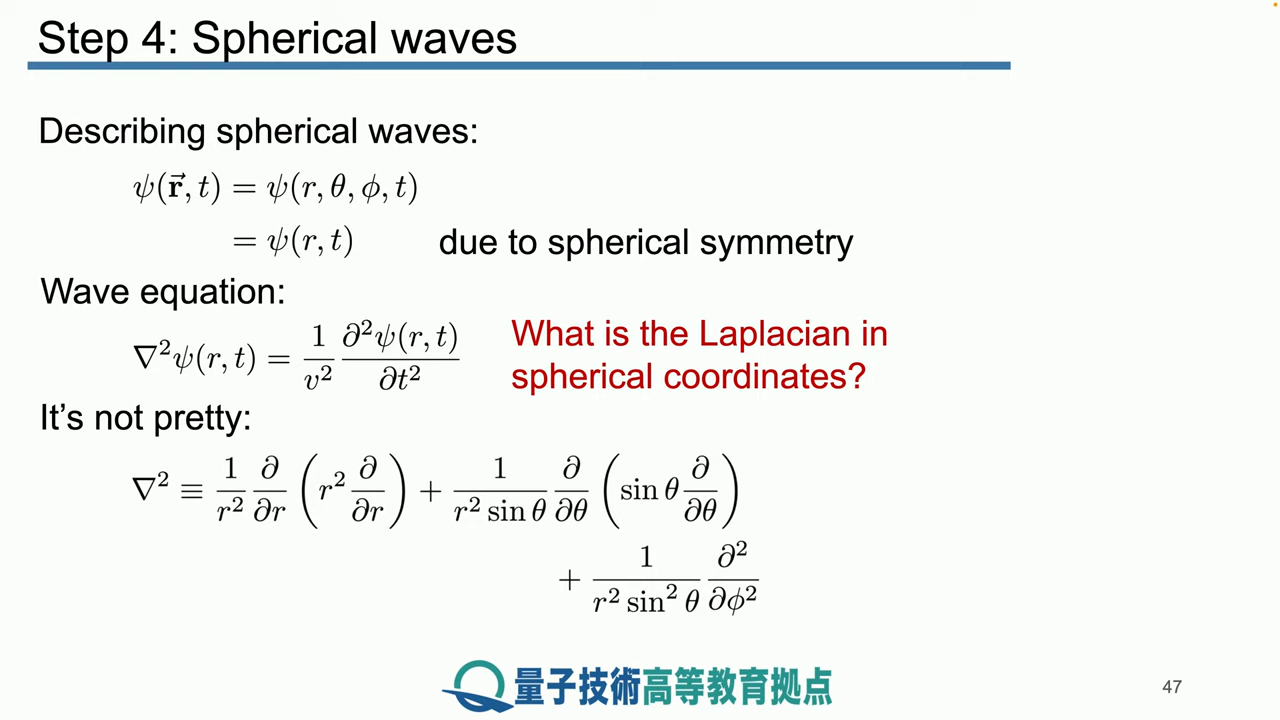 Step 4: Spherical waves
Describing spherical waves:
ψ(r⃗, t) = ψ(r, θ, ϕ, t)
= ψ(r, t) due to spherical symmetry
Wave equation:
∇²ψ(r, t) = 1/v² ∂²ψ(r, t)/∂t²
What is the Laplacian in
spherical coordinates?
It's not pretty:
∇² ≡ 1/r² ∂/∂r (r² ∂/∂r) + 1/(r² sin θ) ∂/∂θ (sin θ ∂/∂θ)
+ 1/(r² sin² θ) ∂²/∂ϕ²
量子技術高等教育拠点
47